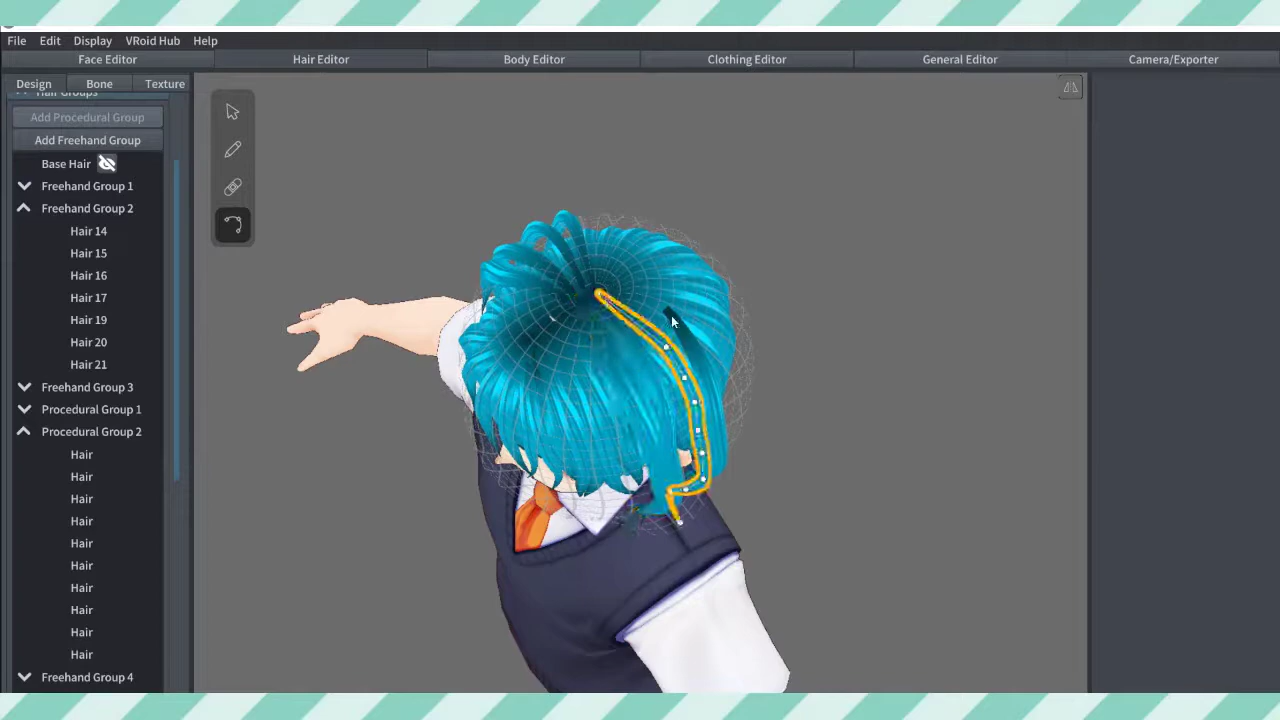 File Edit Display VRoid Hub Help
Face Editor Hair Editor Body Editor Clothing Editor General Editor Camera/Exporter
Design Bone Texture
Hair Groups
Add Procedural Group
Add Freehand Group
Base Hair
Freehand Group 1
Freehand Group 2
Hair 14
Hair 15
Hair 16
Hair 17
Hair 19
Hair 20
Hair 21
Freehand Group 3
Procedural Group 1
Procedural Group 2
Hair
Hair
Hair
Hair
Hair
Hair
Hair
Hair
Hair
Hair
Freehand Group 4